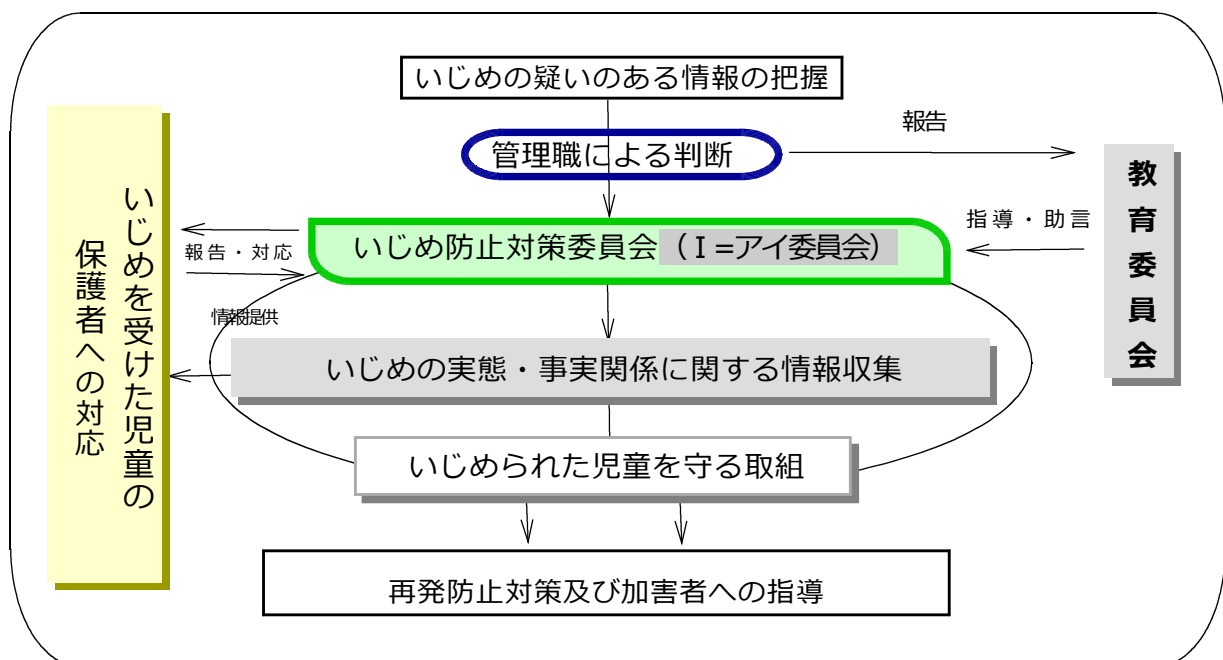 いじめの疑いのある情報の把握
報告
管理職による判断
教育委員会
指導・助言
いじめ防止対策委員会（Ｉ=アイ委員会）
報告・対応
いじめを受けた児童の
保護者への対応
情報提供
いじめの実態・事実関係に関する情報収集
いじめられた児童を守る取組
再発防止対策及び加害者への指導